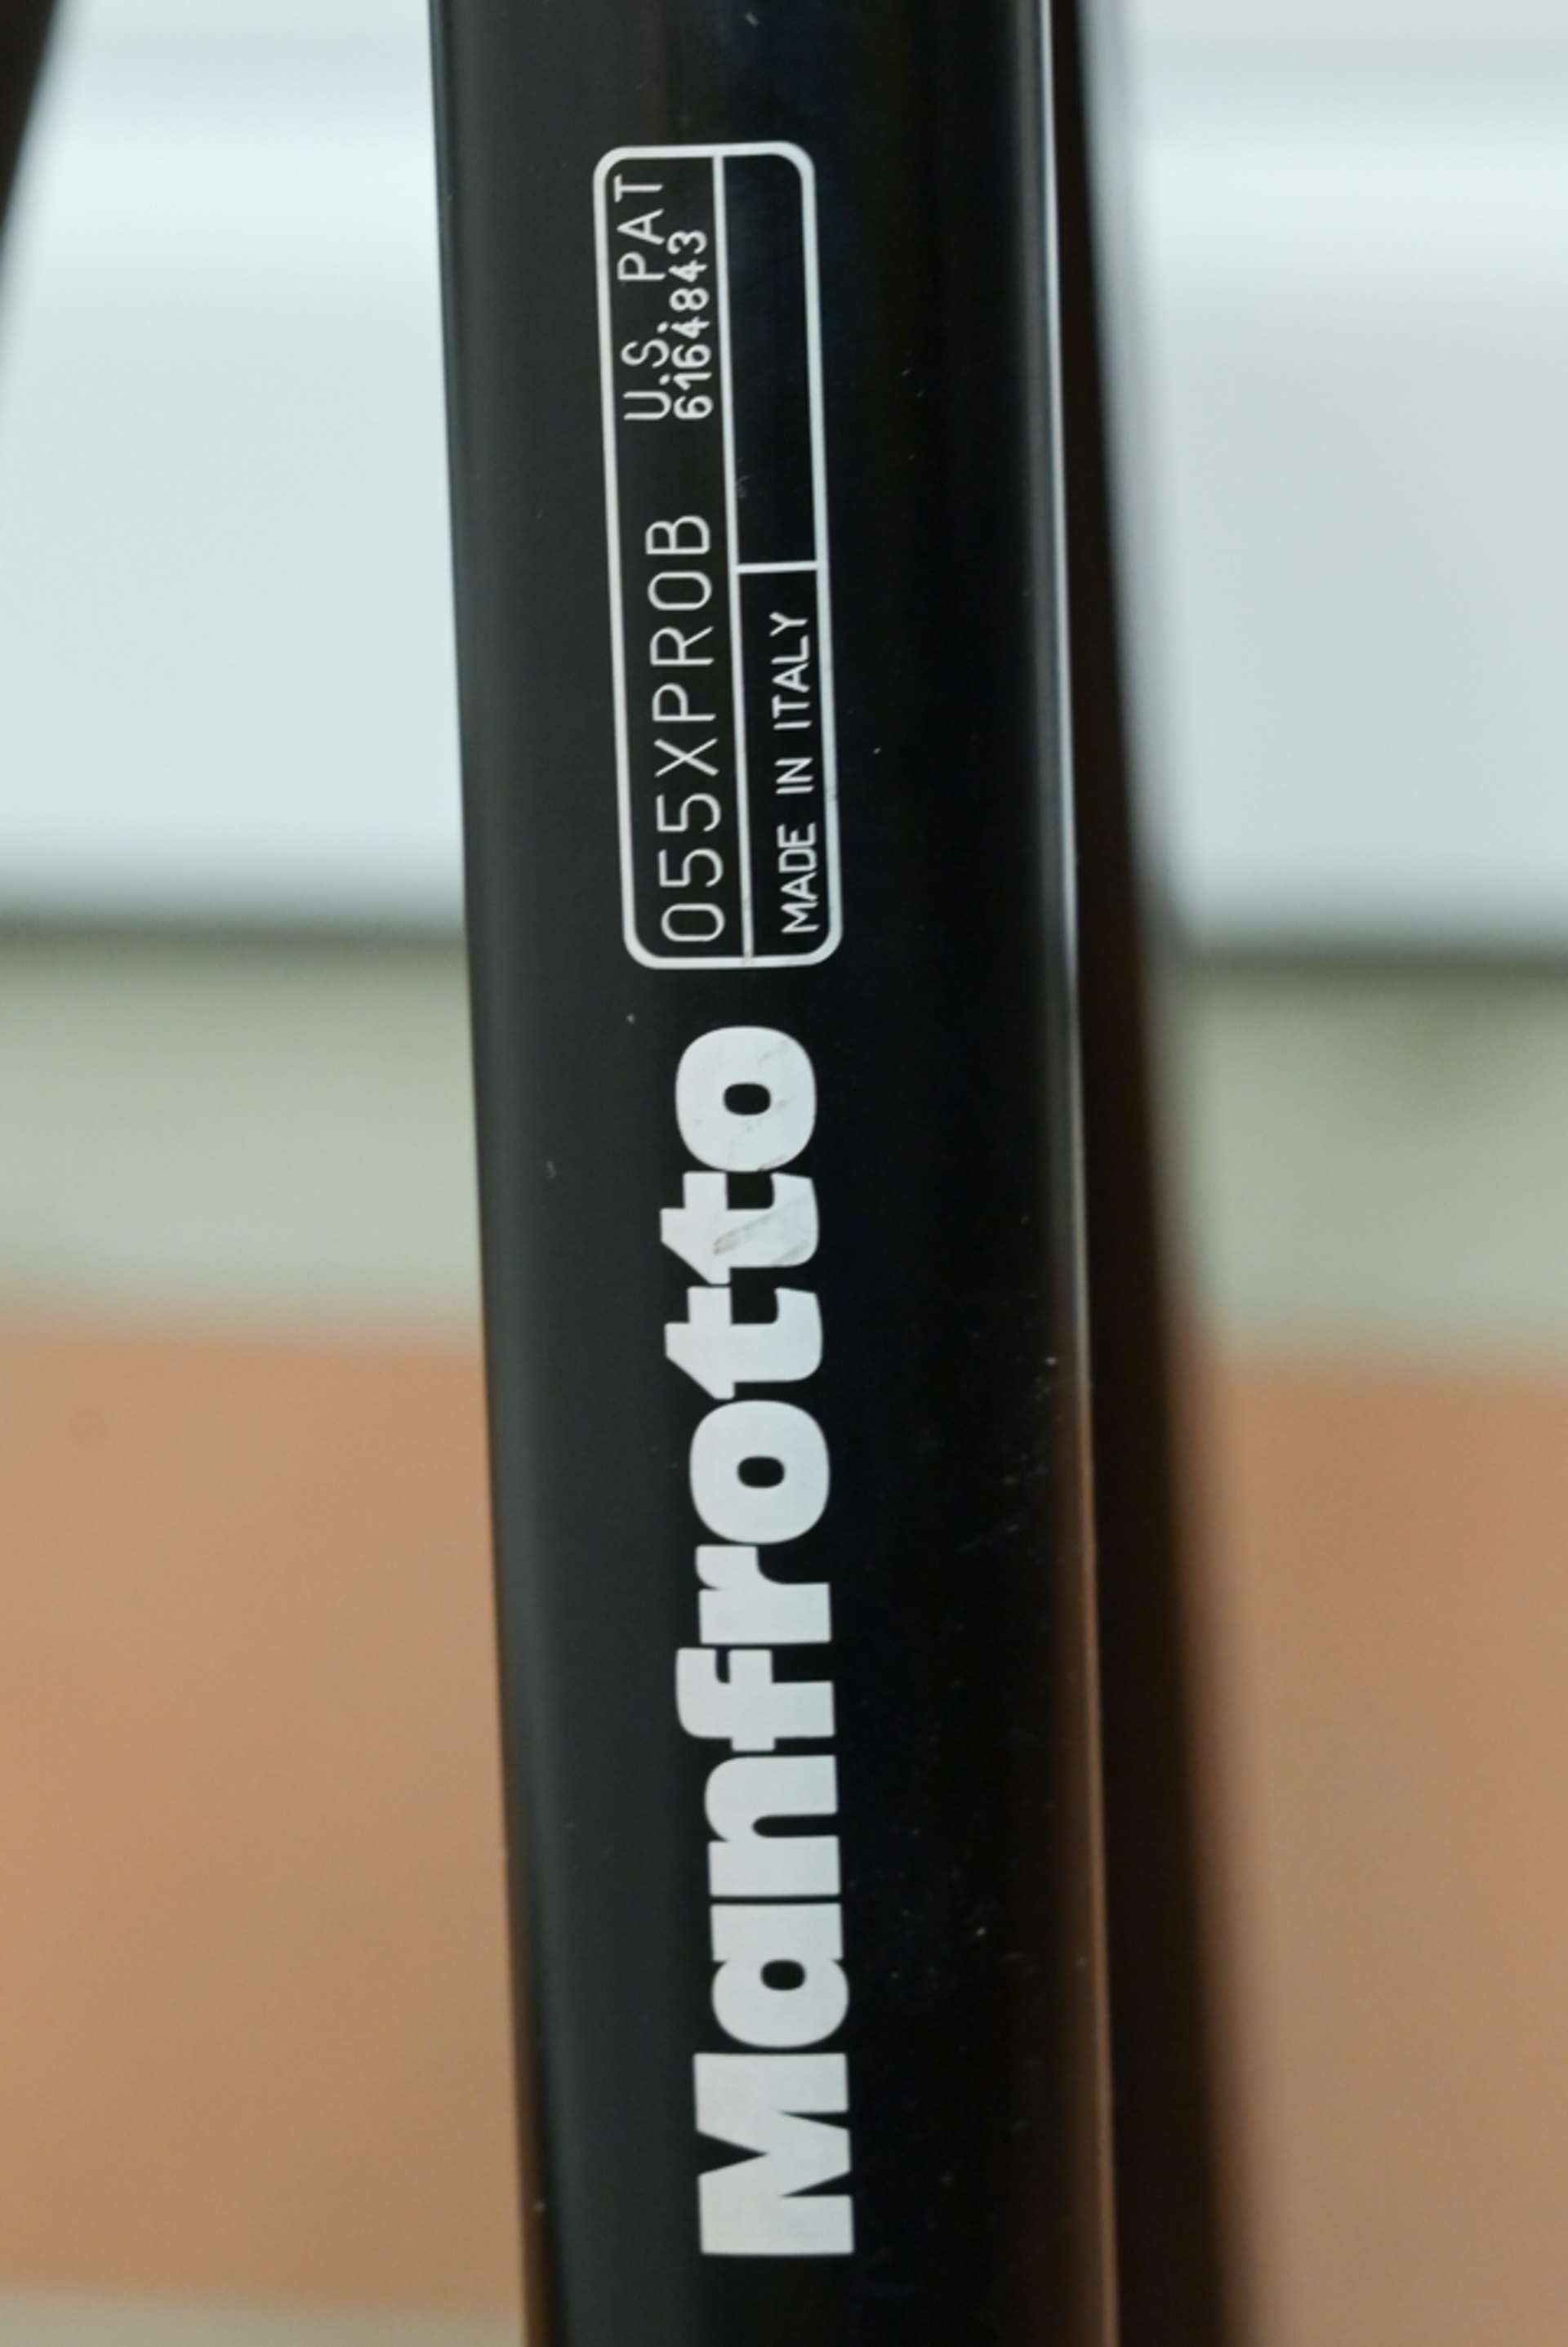 Manfrotto
055XPROB
U.S. PAT.
6164843
MADE IN ITALY